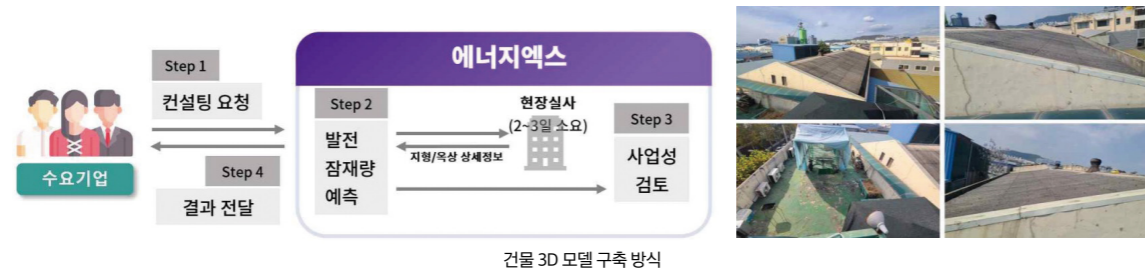 에너지엑스
Step 1
컨설팅 요청
수요기업
Step 4
결과 전달
Step 2
발전
잠재량
예측
현장실사
(2~3일 소요)
지형/옥상 상세정보
Step 3
사업성
검토
건물 3D 모델 구축 방식